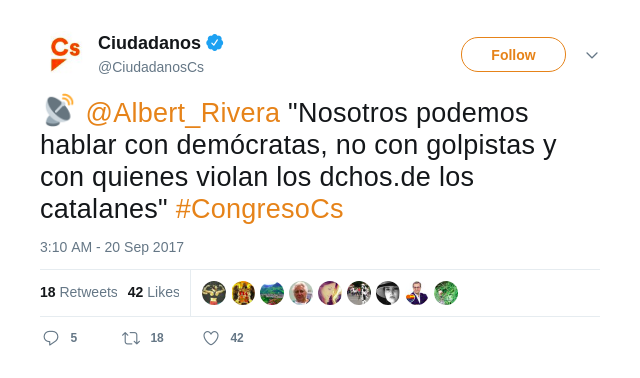 Cs
Ciudadanos
@CiudadanosCs
Follow
@Albert_Rivera "Nosotros podemos
hablar con demócratas, no con golpistas y
con quienes violan los dchos.de los
catalanes" #CongresoCs
3:10 AM - 20 Sep 2017
18 Retweets 42 Likes
5 18 42